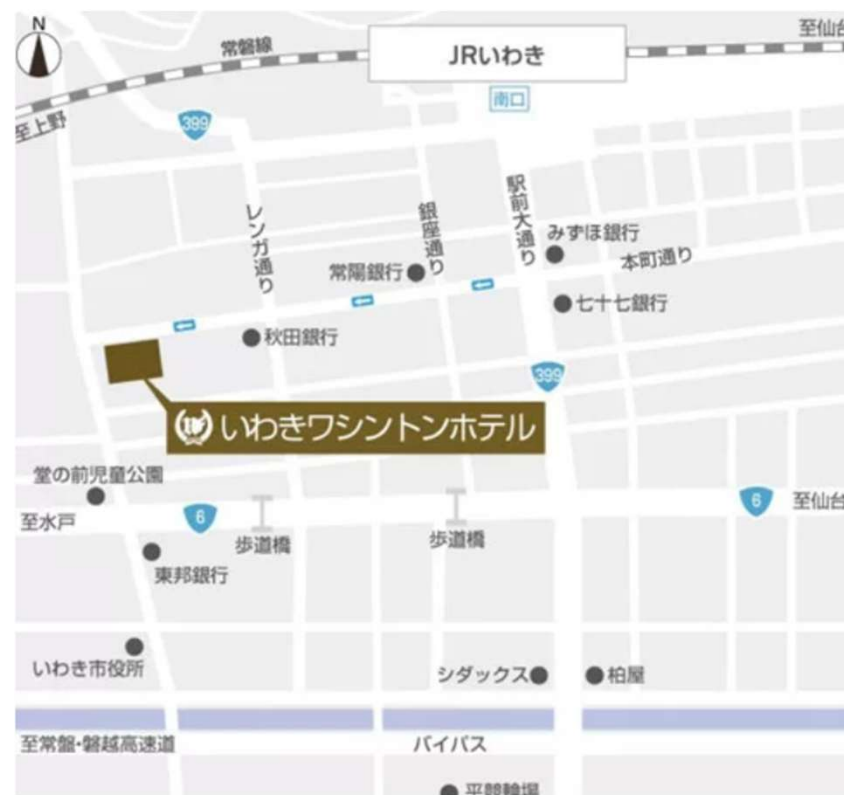 N
常磐線
JRいわき
至仙台
南口
至上野
399
レンガ通り
銀座通り
駅前大通り
みずほ銀行
本町通り
常陽銀行
七十七銀行
秋田銀行
399
いわきワシントンホテル
堂の前児童公園
至水戸
6
歩道橋
歩道橋
6
至仙台
東邦銀行
いわき市役所
シダックス
柏屋
至常盤・磐越高速道
バイパス
平競輪場